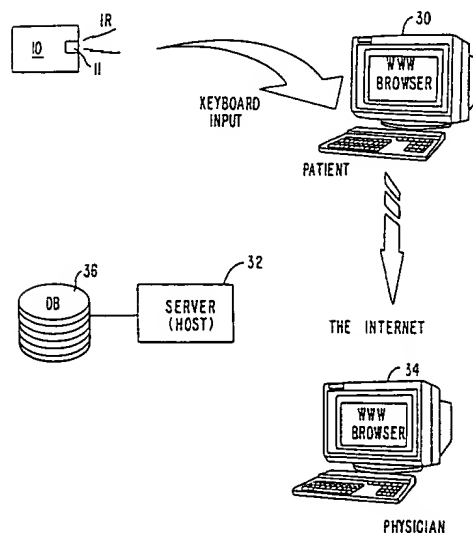 10
IR
11
KEYBOARD
INPUT
30
WWW
BROWSER
PATIENT
36
DB
32
SERVER
(HOST)
THE INTERNET
34
WWW
BROWSER
PHYSICIAN